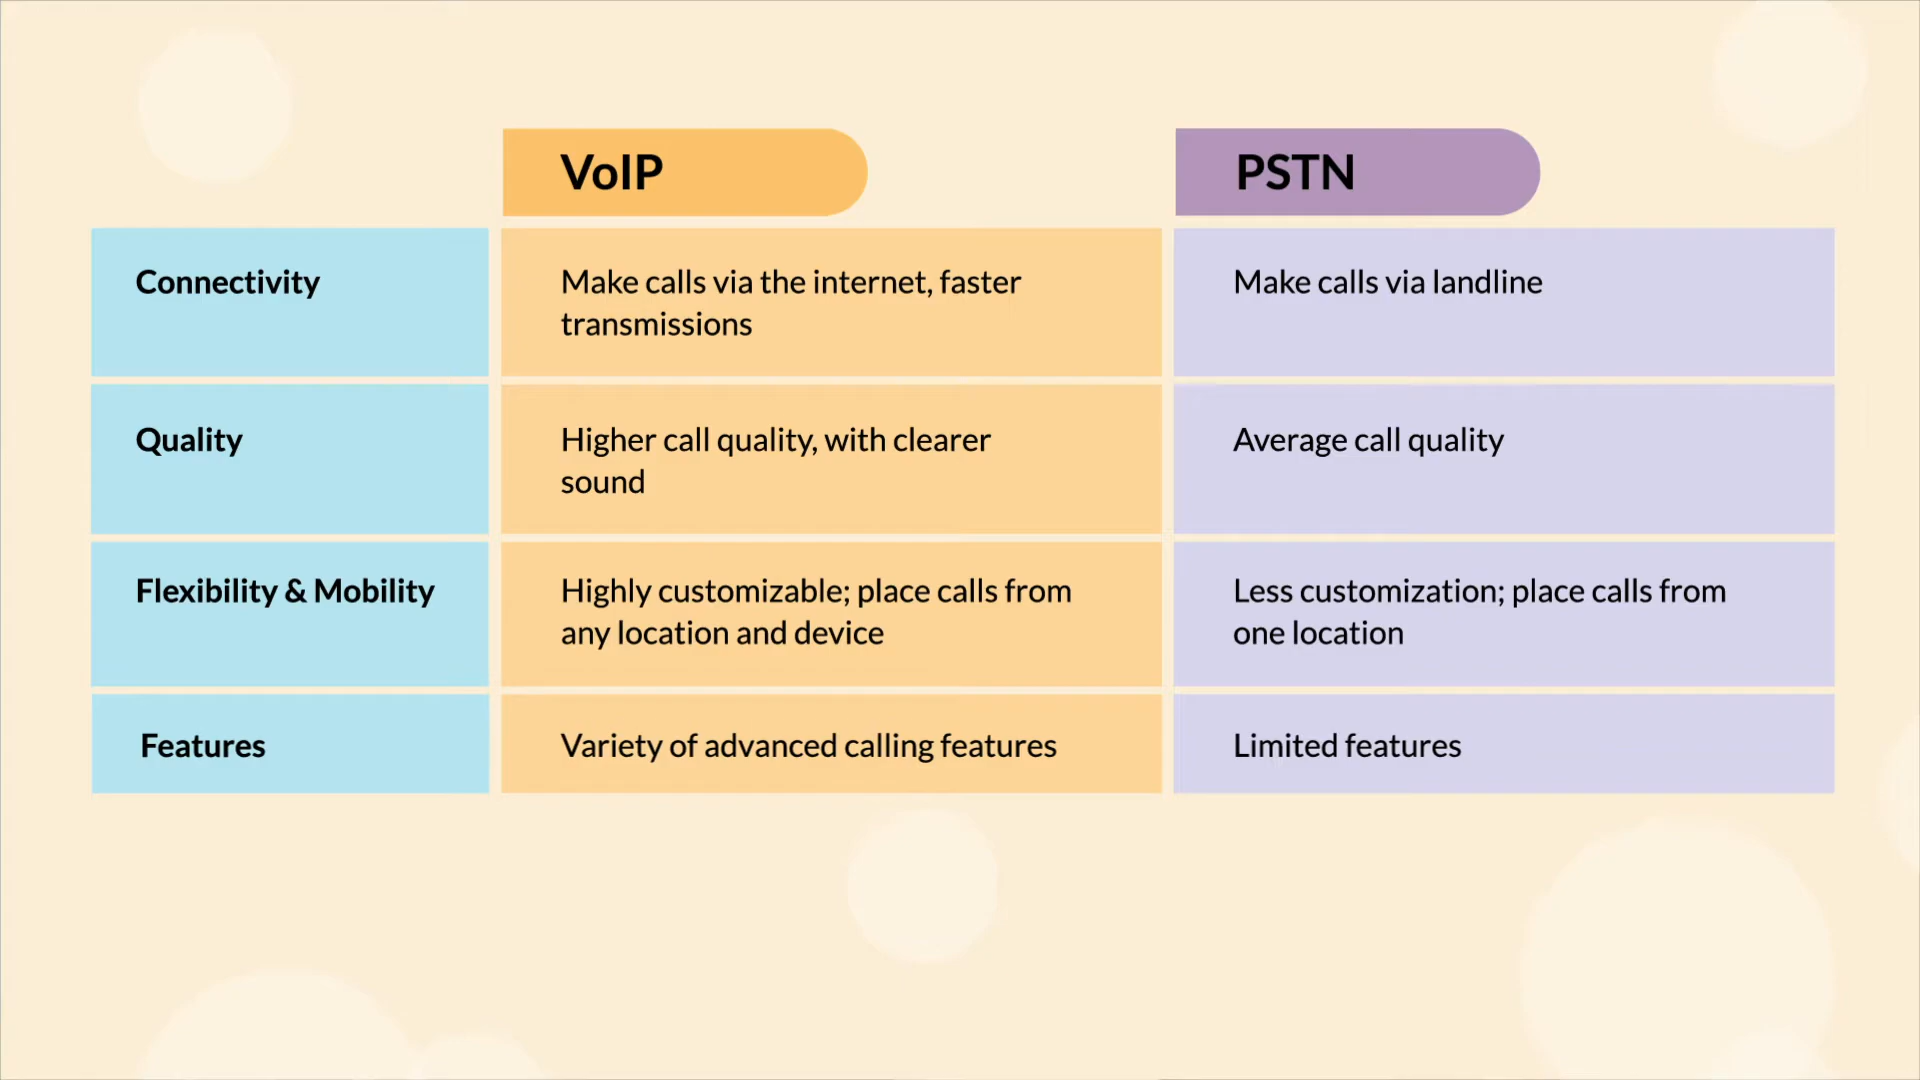 VoIP
PSTN
Connectivity
Make calls via the internet, faster
transmissions
Make calls via landline
Quality
Higher call quality, with clearer
sound
Average call quality
Flexibility & Mobility
Highly customizable; place calls from
any location and device
Less customization; place calls from
one location
Features
Variety of advanced calling features
Limited features